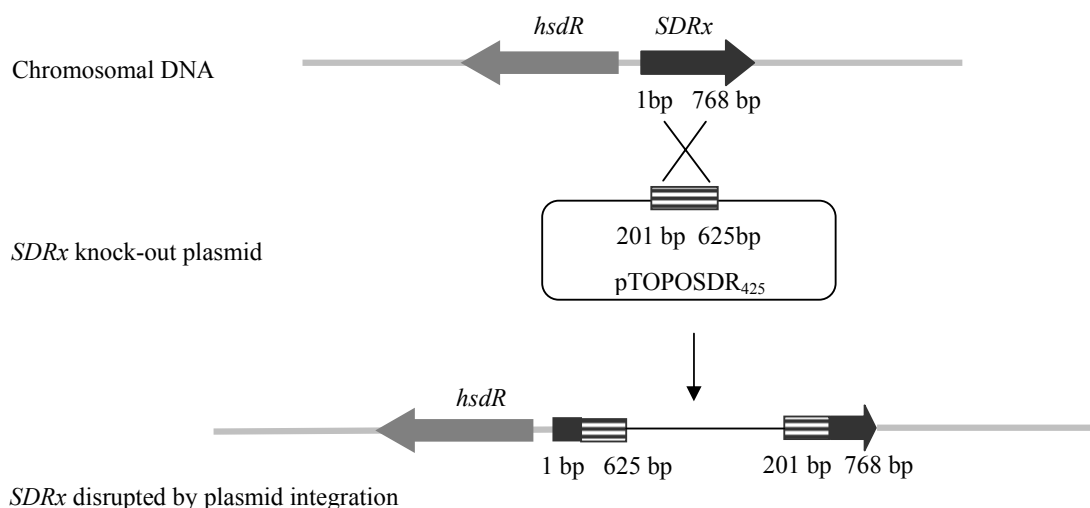 hsdR SDRx
Chromosomal DNA
1bp 768 bp
201 bp 625bp
SDRx knock-out plasmid
pTOPOSDR₄₂₅
hsdR
1 bp 625 bp 201 bp 768 bp
SDRx disrupted by plasmid integration